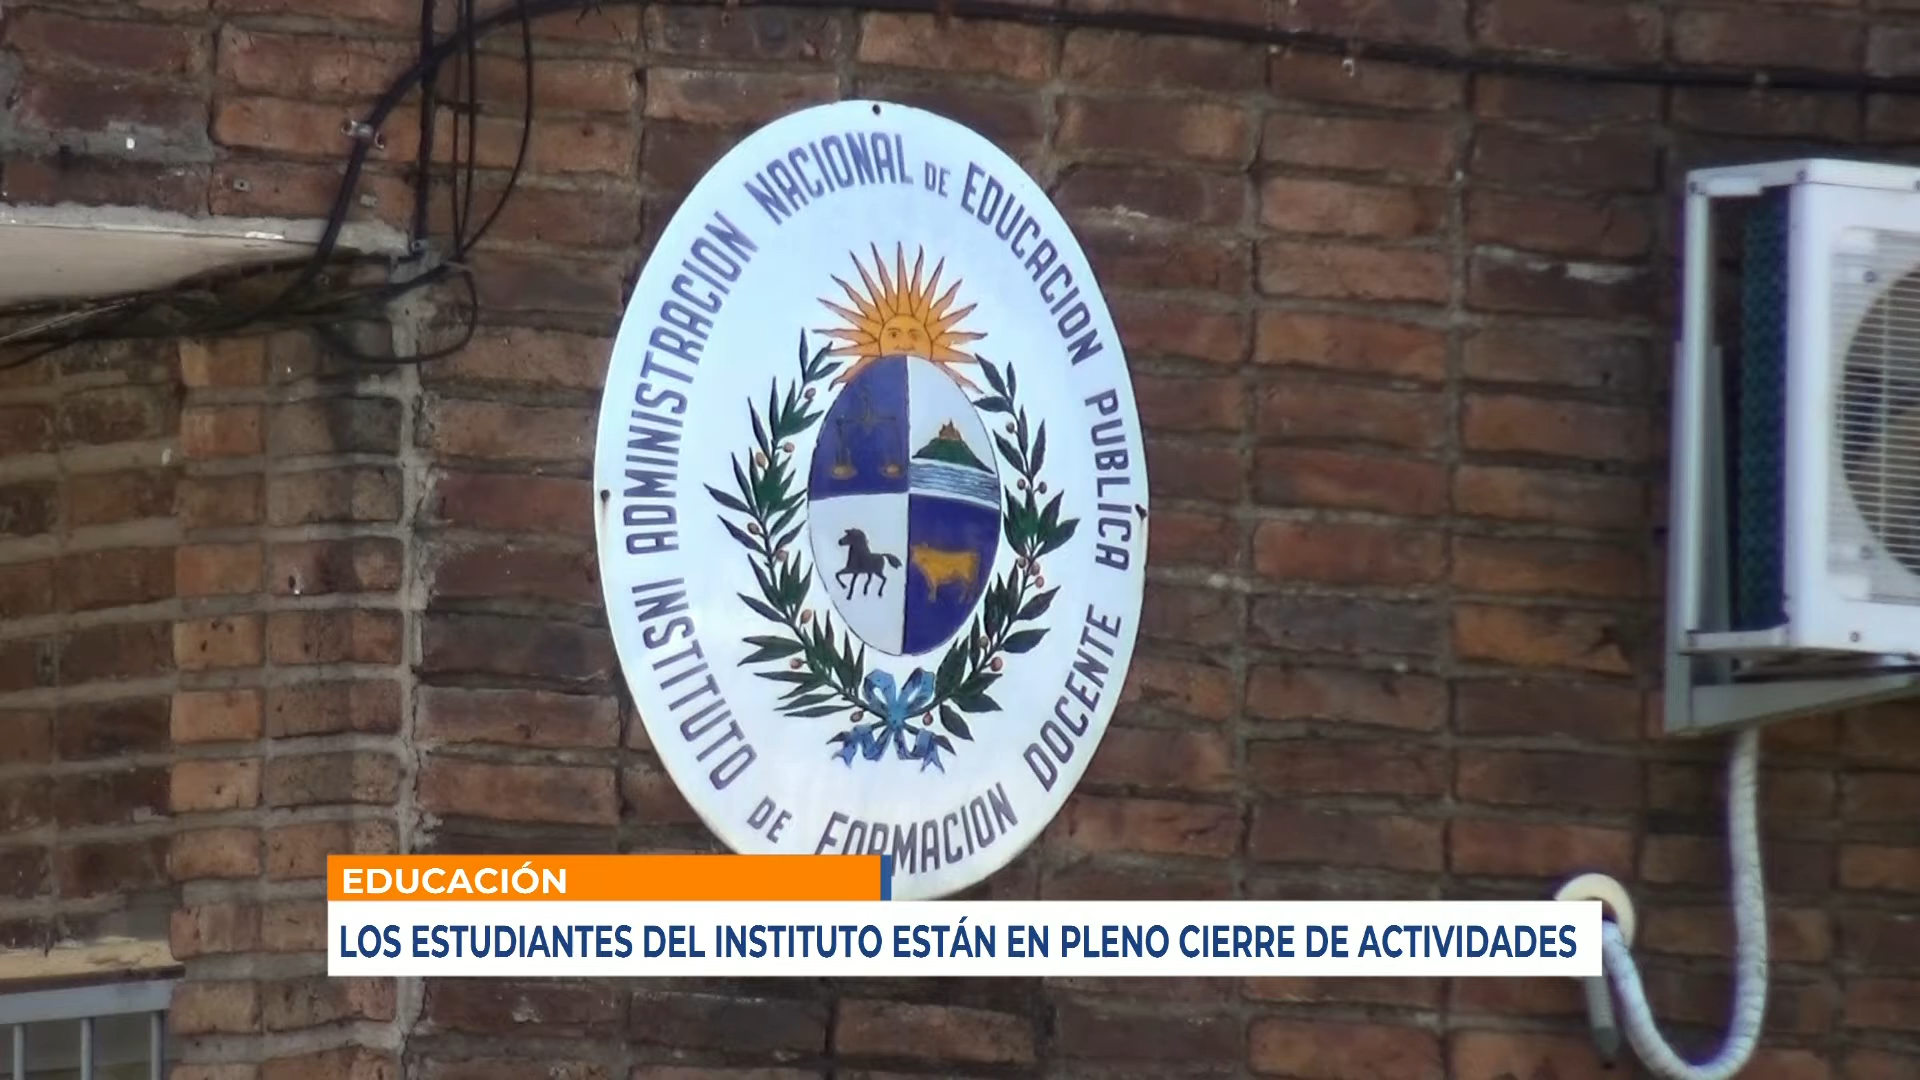 ADMINISTRACION NACIONAL DE EDUCACION PUBLICA
INSTITUTO DE FORMACION DOCENTE
EDUCACIÓN
LOS ESTUDIANTES DEL INSTITUTO ESTÁN EN PLENO CIERRE DE ACTIVIDADES